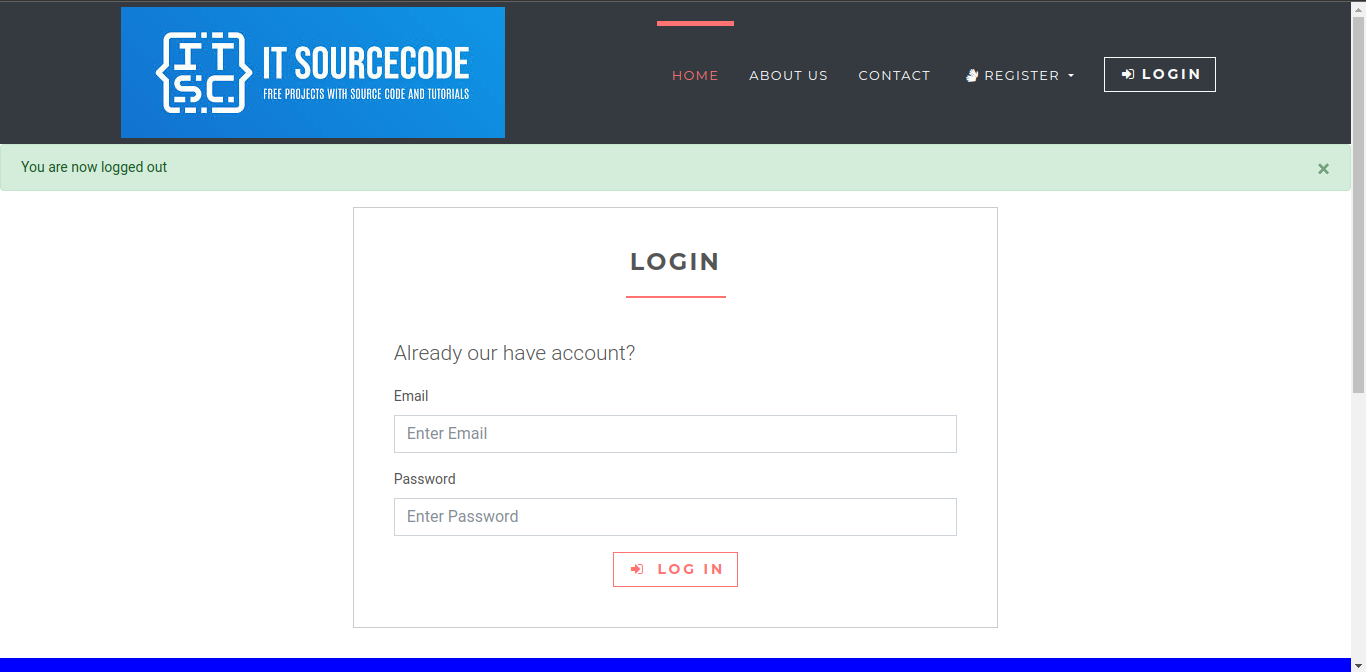 IT
SC
IT SOURCECODE
FREE PROJECTS WITH SOURCE CODE AND TUTORIALS
HOME ABOUT US CONTACT REGISTER LOGIN
You are now logged out ×
LOGIN
Already our have account?
Email
Enter Email
Password
Enter Password
LOG IN